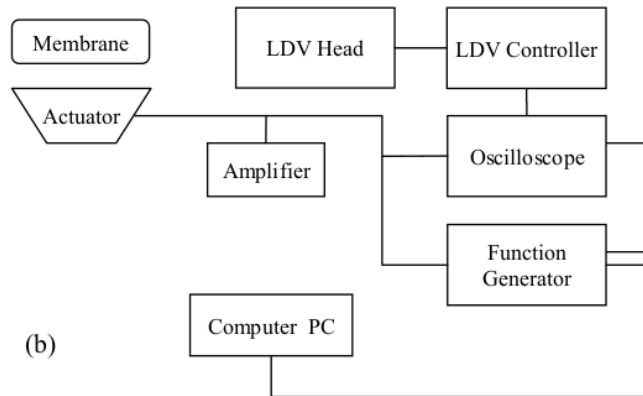 Membrane
LDV Head
LDV Controller
Actuator
Amplifier
Oscilloscope
Function
Generator
Computer PC
(b)